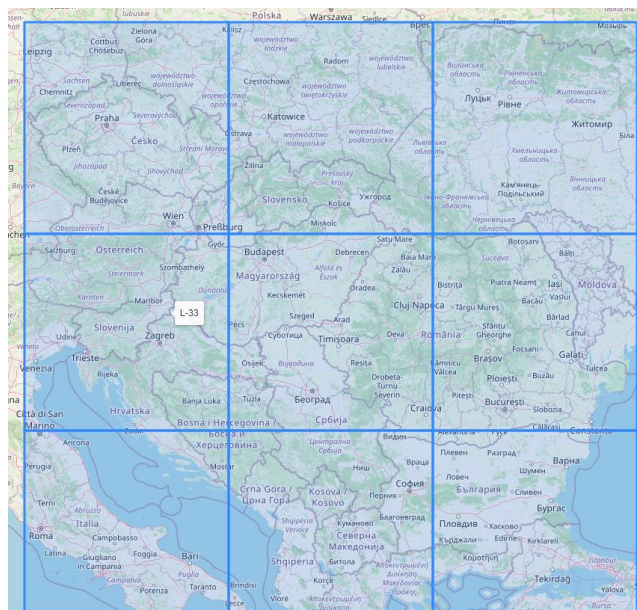 Polska
Warszawa
Siedlce
Cottbus
Chóśebuz
Zielona
Góra
Kalisz
województwo
łódzkie
Radom
województwo
lubelskie
Мозырь
Волинська
область
Рівненська
область
Житомирська
область
Луцьк
Рівне
Житомир
Sachsen
Chemnitz
Liberec
województwo
dolnośląskie
województwo
opolskie
Częstochowa
województwo
świętokrzyskie
Katowice
Severozápad
Severovýchod
Praha
Česko
Plzeň
Jihozápad
Jihovýchod
Střední Morava
Ostrava
województwo
małopolskie
województwo
podkarpackie
Львівська
область
Хмельницька
область
Вінницька
область
České
Budějovice
Bayern
Žilina
Prešovský
kraj
Slovensko
Košice
Ужгород
Івано-Франківська
область
Кам'янець-
Подільський
Чернівецька
область
Oberösterreich
Wien
Preßburg
Miskolc
Salzburg
Österreich
Steiermark
Győr
Szombathely
Budapest
Debrecen
Satu Mare
Baia Mare
Botoșani
Suceava
Bălți
Moldova
Magyarország
Alföld és
Észak
Zalău
Oradea
Bistrița
Piatra Neamț
Iași
Kärnten
Maribor
L-33
Kecskemét
Cluj-Napoca
Târgu Mureș
Bacău
Vaslui
Slovenija
Zagreb
Pécs
Szeged
Arad
Deva
România
Sfântu
Gheorghe
Bârlad
Cahul
Udine
Veneto
Trieste
Venezia
Rijeka
Суботица
Timișoara
Војводина
Osijek
Reșița
Râmnicu
Vâlcea
Brașov
Focșani
Galați
Tulcea
Ploiești
Buzău
Drobeta-
Turnu
Severin
Hrvatska
Banja Luka
Tuzla
Београд
Србија
Craiova
Pitești
București
Slobozia
Călărași
Constanța
Città di San
Marino
Ancona
Zadar
Bosna i Hercegovina /
Босна и
Херцеговина
Централна
Србија
Видин
Alexandria
Русе
Perugia
Mostar
Ниш
Враца
Плевен
Разград
Варна
Шумен
Ловеч
Abruzzo
Italia
Roma
Crna Gora /
Црна Гора
Kosova /
Kosovo
Перник
София
България
Сливен
Бургас
Campobasso
Latina
Foggia
Giugliano
in Campania
Campania
Bari
Puglia
Potenza
Taranto
Brindisi
Lecce
Shqipëria
Veriore
Shqipëria
Куманово
Северна
Македонија
Битола
Благоевград
Пловдив
Хасково
Кърджали
Edirne
Kırklareli
Κομοτηνή
İstanbul
Tekirdağ
Yalova
Korçë
Vlorë
Αποκεντρωμένη
Διοίκηση